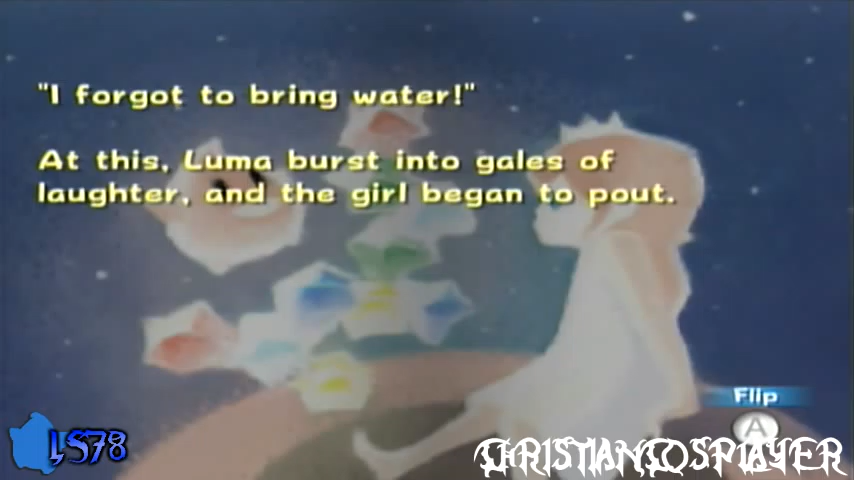 "I forgot to bring water!"
At this, Luma burst into gales of
laughter, and the girl began to pout.
Flip
A
LS78
CHRISTIANCOSPLAYER